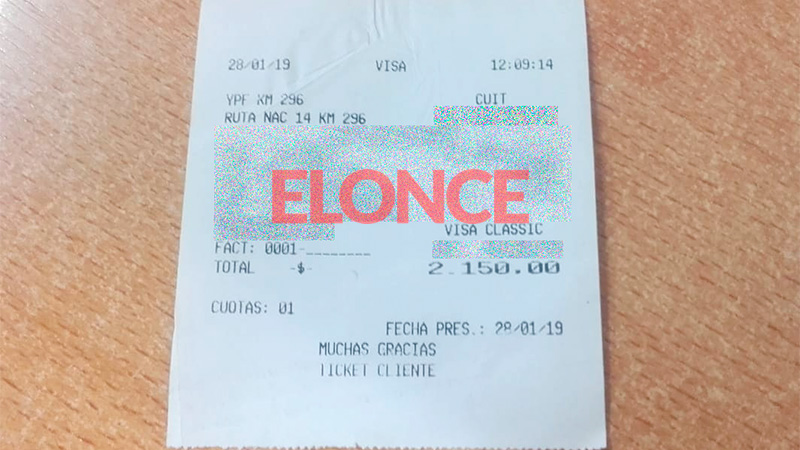 28/01/19 VISA 12:09:14
YPF KM 296 CUIT
RUTA NAC 14 KM 296
ELONCE
VISA CLASSIC
FACT: 0001-________
TOTAL -$- 2.150.00
CUOTAS: 01
FECHA PRES.: 28/01/19
MUCHAS GRACIAS
TICKET CLIENTE